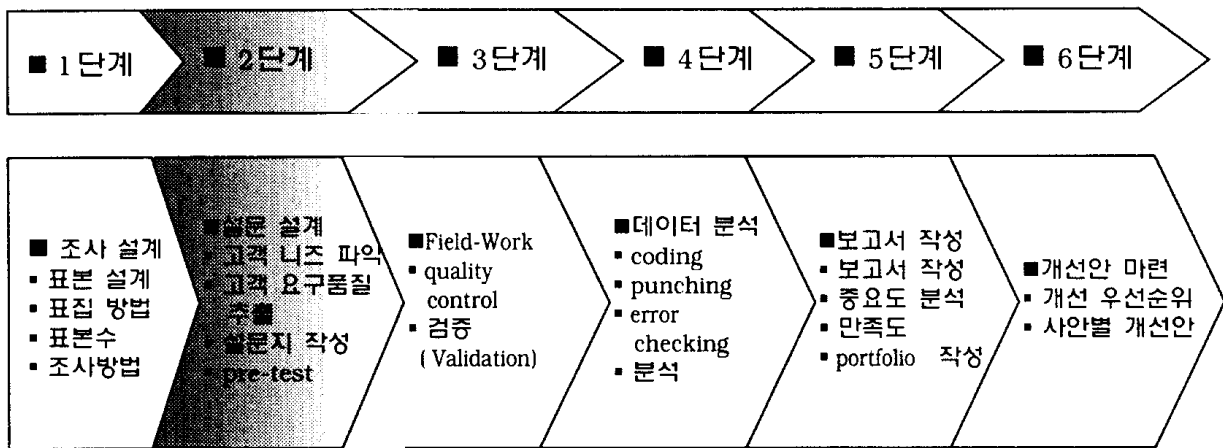 ■ 1단계
■ 2단계
■ 3단계
■ 4단계
■ 5단계
■ 6단계
■ 조사 설계
▪ 표본 설계
▪ 표집 방법
▪ 표본수
▪ 조사방법
■설문 설계
▪ 고객 니즈 파악
▪ 고객 요구품질
추출
▪ 설문지 작성
▪ pre-test
■Field-Work
▪ quality
control
▪ 검증
(Validation)
■데이터 분석
▪ coding
▪ punching
▪ error
checking
▪ 분석
■보고서 작성
▪ 보고서 작성
▪ 중요도 분석
▪ 만족도
▪ portfolio 작성
■개선안 마련
▪ 개선 우선순위
▪ 사안별 개선안